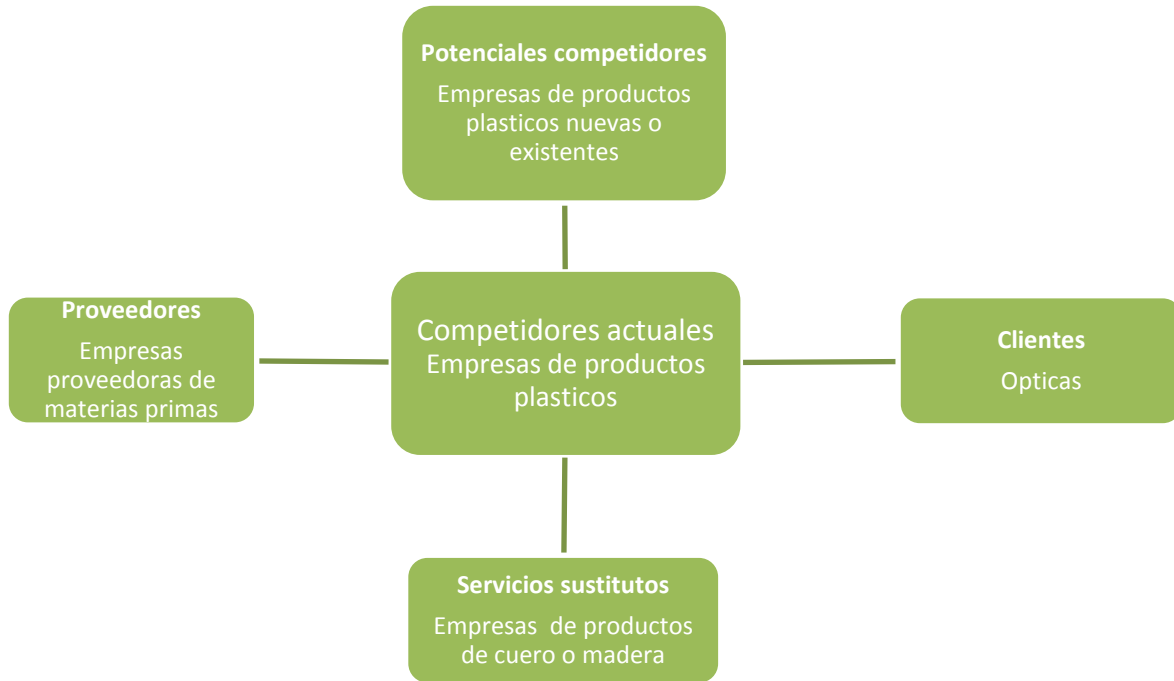 Potenciales competidores
Empresas de productos
plasticos nuevas o
existentes
Proveedores
Empresas
proveedoras de
materias primas
Competidores actuales
Empresas de productos
plasticos
Clientes
Opticas
Servicios sustitutos
Empresas de productos
de cuero o madera